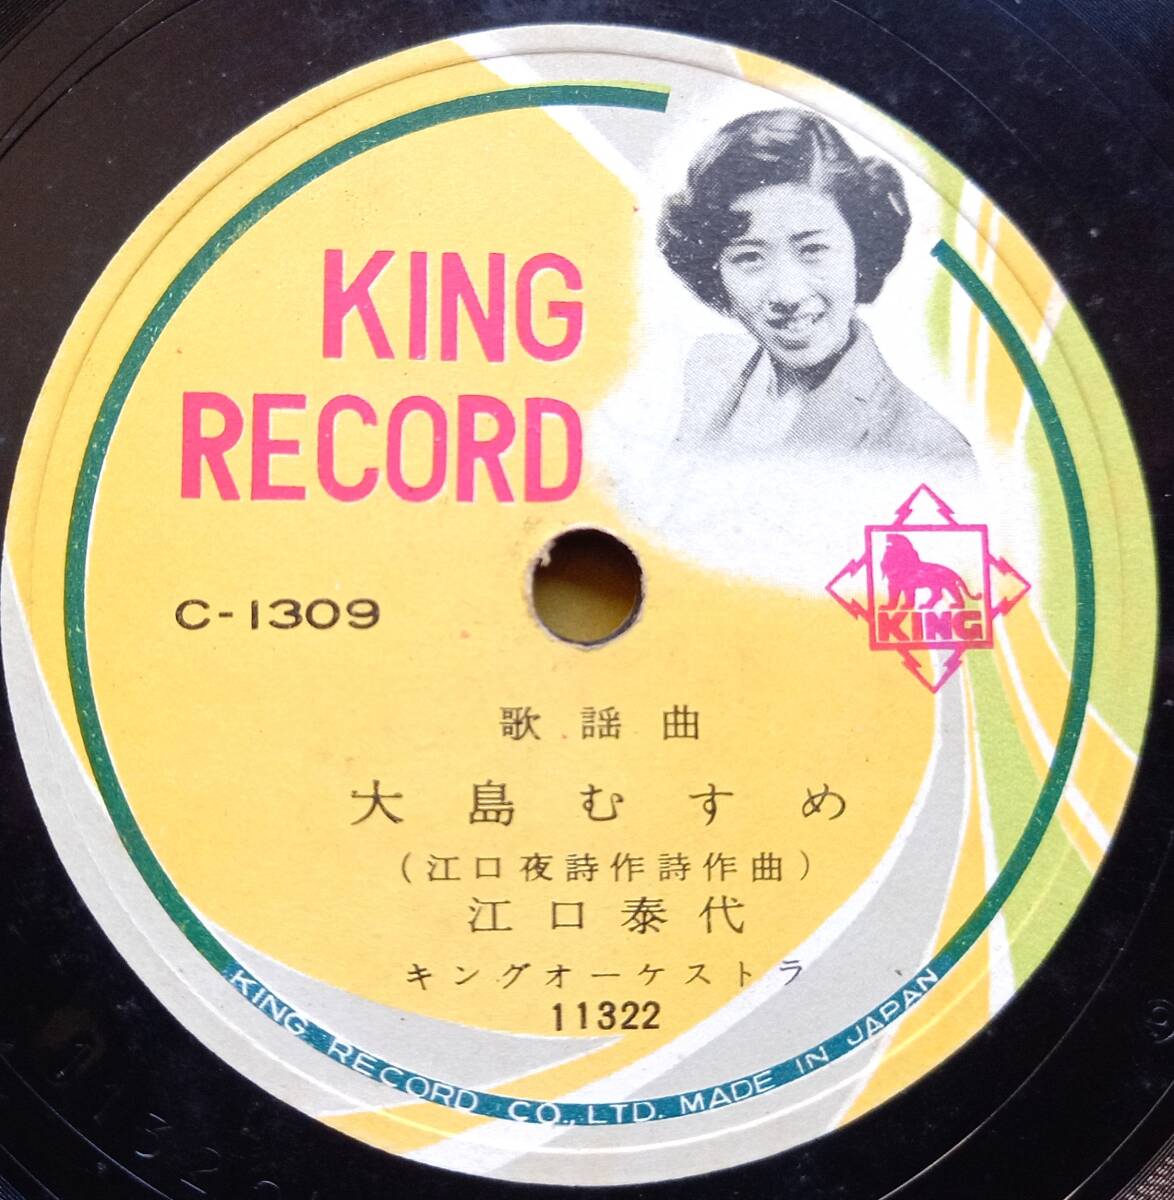 KING
RECORD
KING
C-1309
歌謡曲
大島むすめ
(江口夜詩作詩作曲)
江口泰代
キングオーケストラ
11322
KING RECORD CO., LTD. MADE IN JAPAN